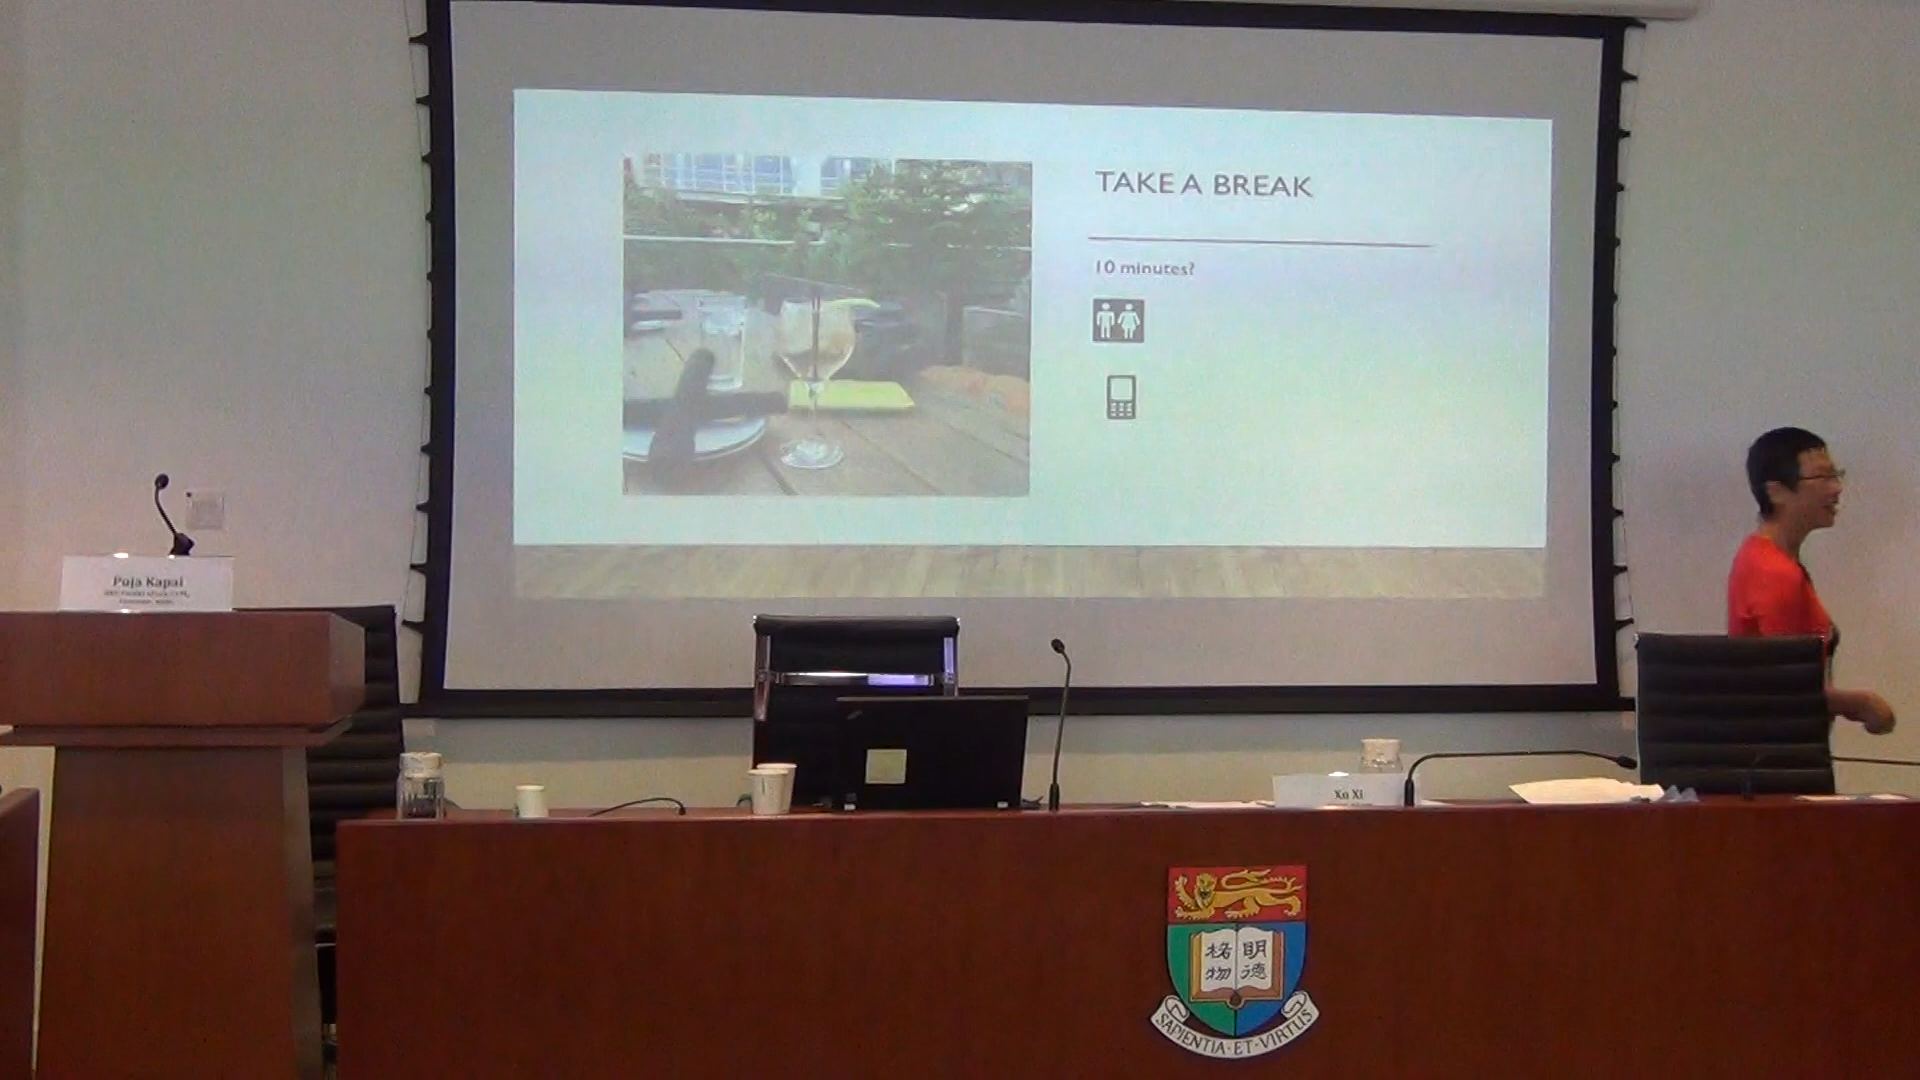 TAKE A BREAK
10 minutes?
Puja Kapai
Xu Xi
格物
明德
SAPIENTIA·ET·VIRTUS